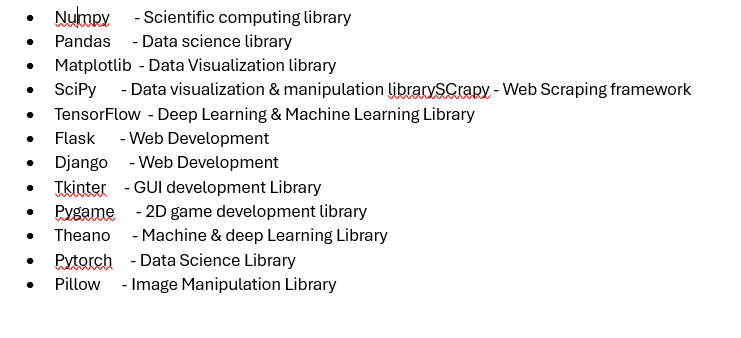 • Numpy - Scientific computing library
• Pandas - Data science library
• Matplotlib - Data Visualization library
• SciPy - Data visualization & manipulation librarySCrapy - Web Scraping framework
• TensorFlow - Deep Learning & Machine Learning Library
• Flask - Web Development
• Django - Web Development
• Tkinter - GUI development Library
• Pygame - 2D game development library
• Theano - Machine & deep Learning Library
• Pytorch - Data Science Library
• Pillow - Image Manipulation Library